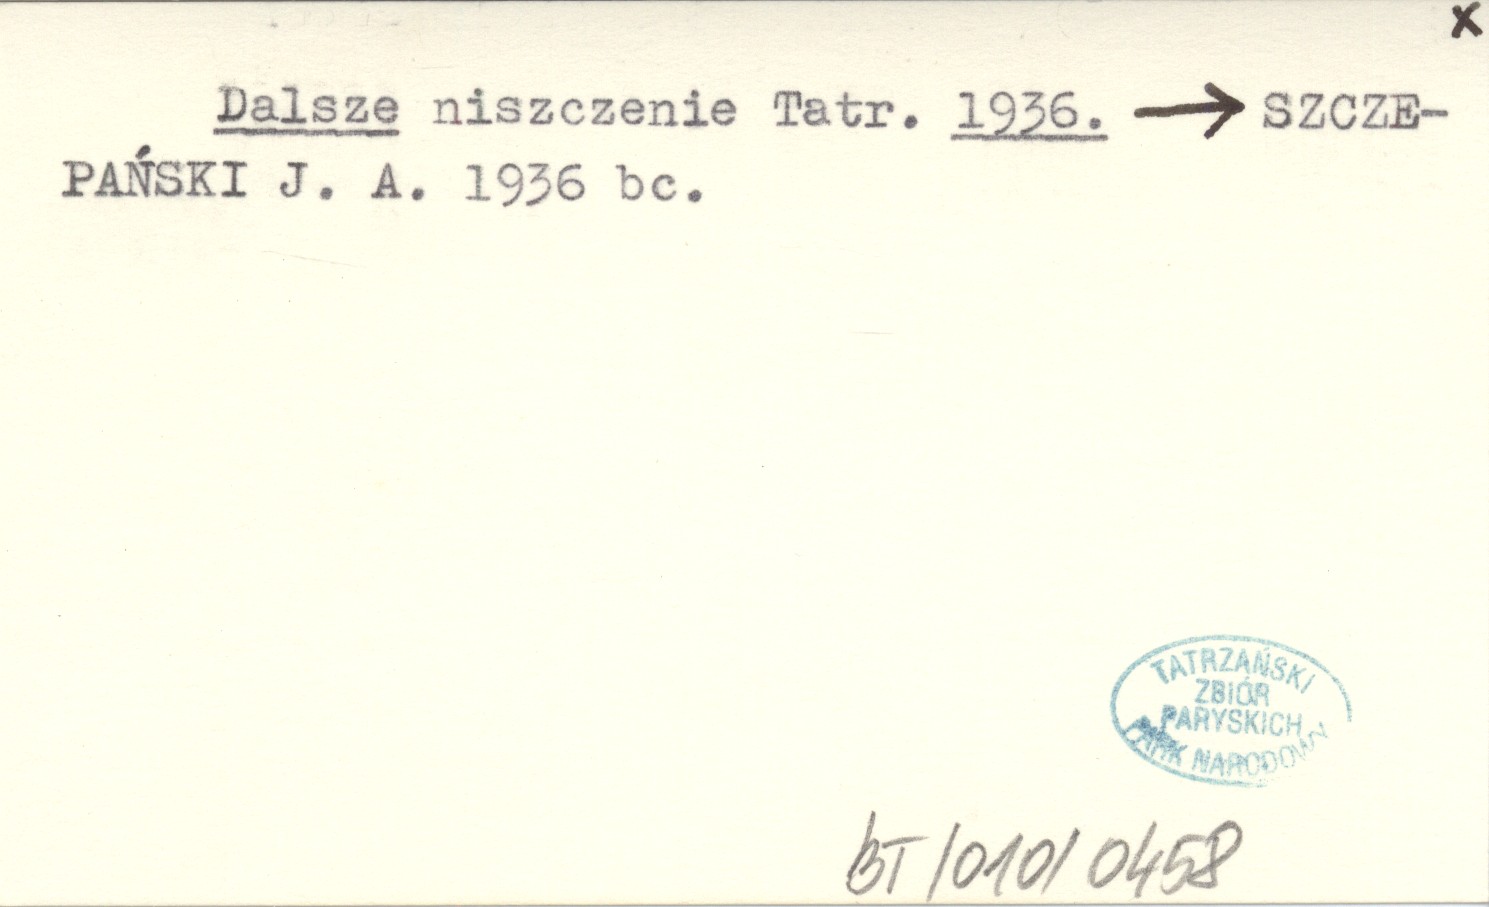 x
Dalsze niszczenie Tatr. 1936. → SZCZE-
PAŃSKI J. A. 1936 bc.
TATRZAŃSKI
ZBIÓR
PARYSKICH
PARK NARODOWY
BT/010/0458